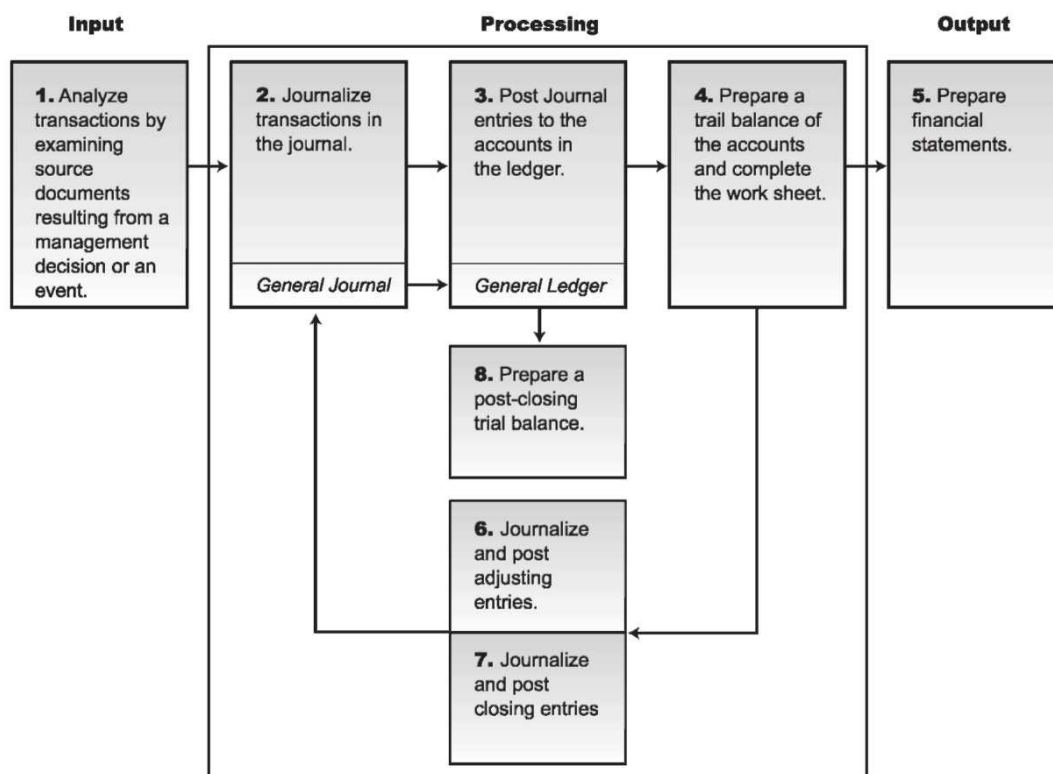 Input
Processing
Output
1. Analyze
transactions by
examining
source
documents
resulting from a
management
decision or an
event.
2. Journalize
transactions in
the journal.
General Journal
3. Post Journal
entries to the
accounts in
the ledger.
General Ledger
4. Prepare a
trail balance of
the accounts
and complete
the work sheet.
5. Prepare
financial
statements.
8. Prepare a
post-closing
trial balance.
6. Journalize
and post
adjusting
entries.
7. Journalize
and post
closing entries